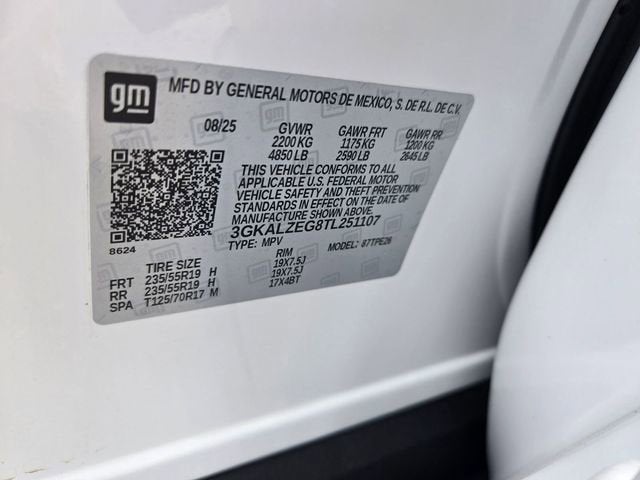 gm
MFD BY GENERAL MOTORS DE MEXICO, S. DE R.L. DE C.V.
08/25 GVWR GAWR FRT GAWR RR
2200 KG 1175 KG 1200 KG
4850 LB 2590 LB 2645 LB
THIS VEHICLE CONFORMS TO ALL
APPLICABLE U.S. FEDERAL MOTOR
VEHICLE SAFETY AND THEFT PREVENTION
STANDARDS IN EFFECT ON THE DATE OF
MANUFACTURE SHOWN ABOVE.
3GKALZEG8TL251107
8624
TYPE: MPV MODEL: 87TPE26
TIRE SIZE RIM
FRT 235/55R19 H 19X7.5J
RR 235/55R19 H 19X7.5J
SPA T125/70R17 M 17X4BT